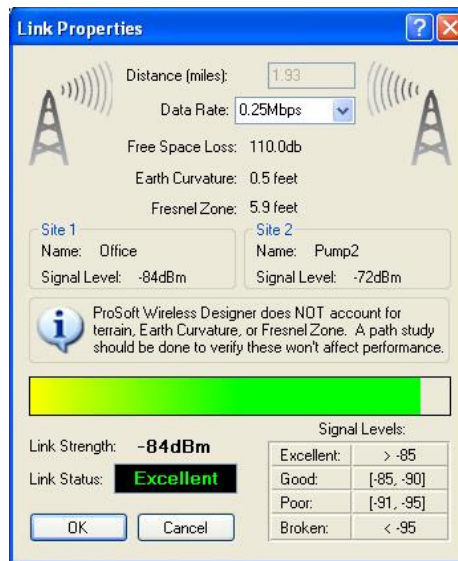 Link Properties
Distance (miles): 1.93
Data Rate: 0.25Mbps
Free Space Loss: 110.0db
Earth Curvature: 0.5 feet
Fresnel Zone: 5.9 feet
Site 1
Name: Office
Signal Level: -84dBm
Site 2
Name: Pump2
Signal Level: -72dBm
ProSoft Wireless Designer does NOT account for
terrain, Earth Curvature, or Fresnel Zone. A path study
should be done to verify these won't affect performance.
Link Strength: -84dBm
Link Status: Excellent
Signal Levels:
Excellent: > -85
Good: [-85, -90]
Poor: [-91, -95]
Broken: < -95
OK Cancel